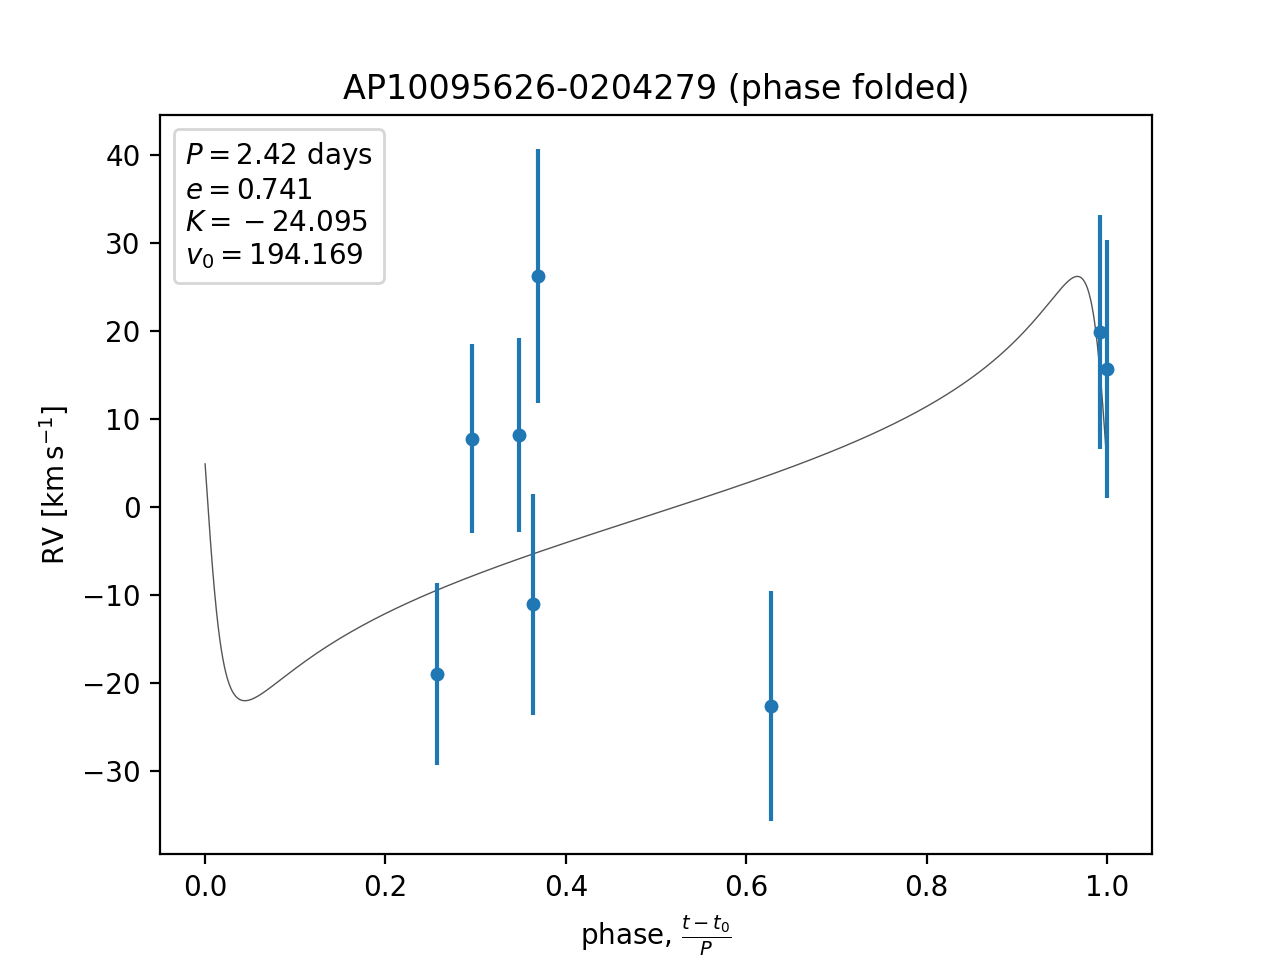 AP10095626-0204279 (phase folded)
P = 2.42 days
e = 0.741
K = −24.095
v₀ = 194.169
40
30
20
10
0
−10
−20
−30
RV [km s⁻¹]
0.0 0.2 0.4 0.6 0.8 1.0
phase, (t − t₀)/P